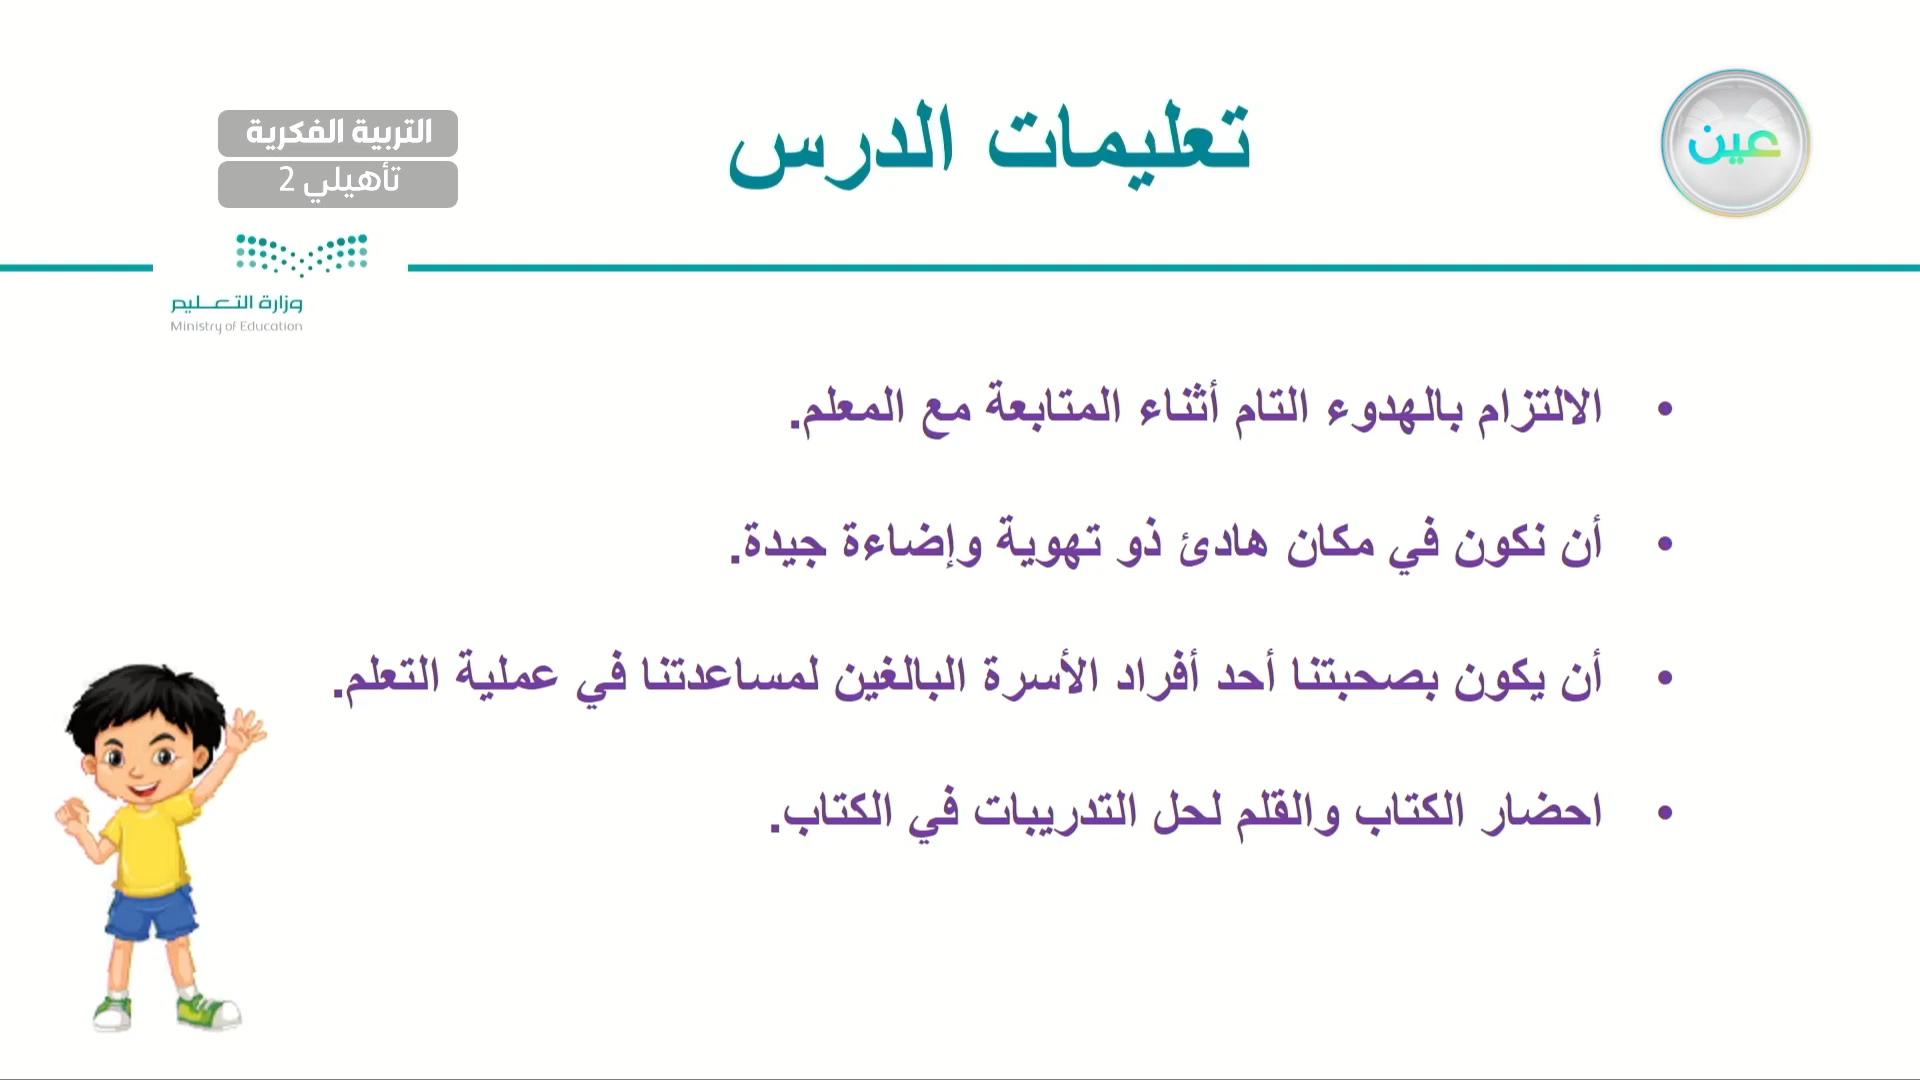 عين
تعليمات الدرس
التربية الفكرية
تأهيلي 2
وزارة التعليم
Ministry of Education
• الالتزام بالهدوء التام أثناء المتابعة مع المعلم.
• أن نكون في مكان هادئ ذو تهوية وإضاءة جيدة.
• أن يكون بصحبتنا أحد أفراد الأسرة البالغين لمساعدتنا في عملية التعلم.
• احضار الكتاب والقلم لحل التدريبات في الكتاب.